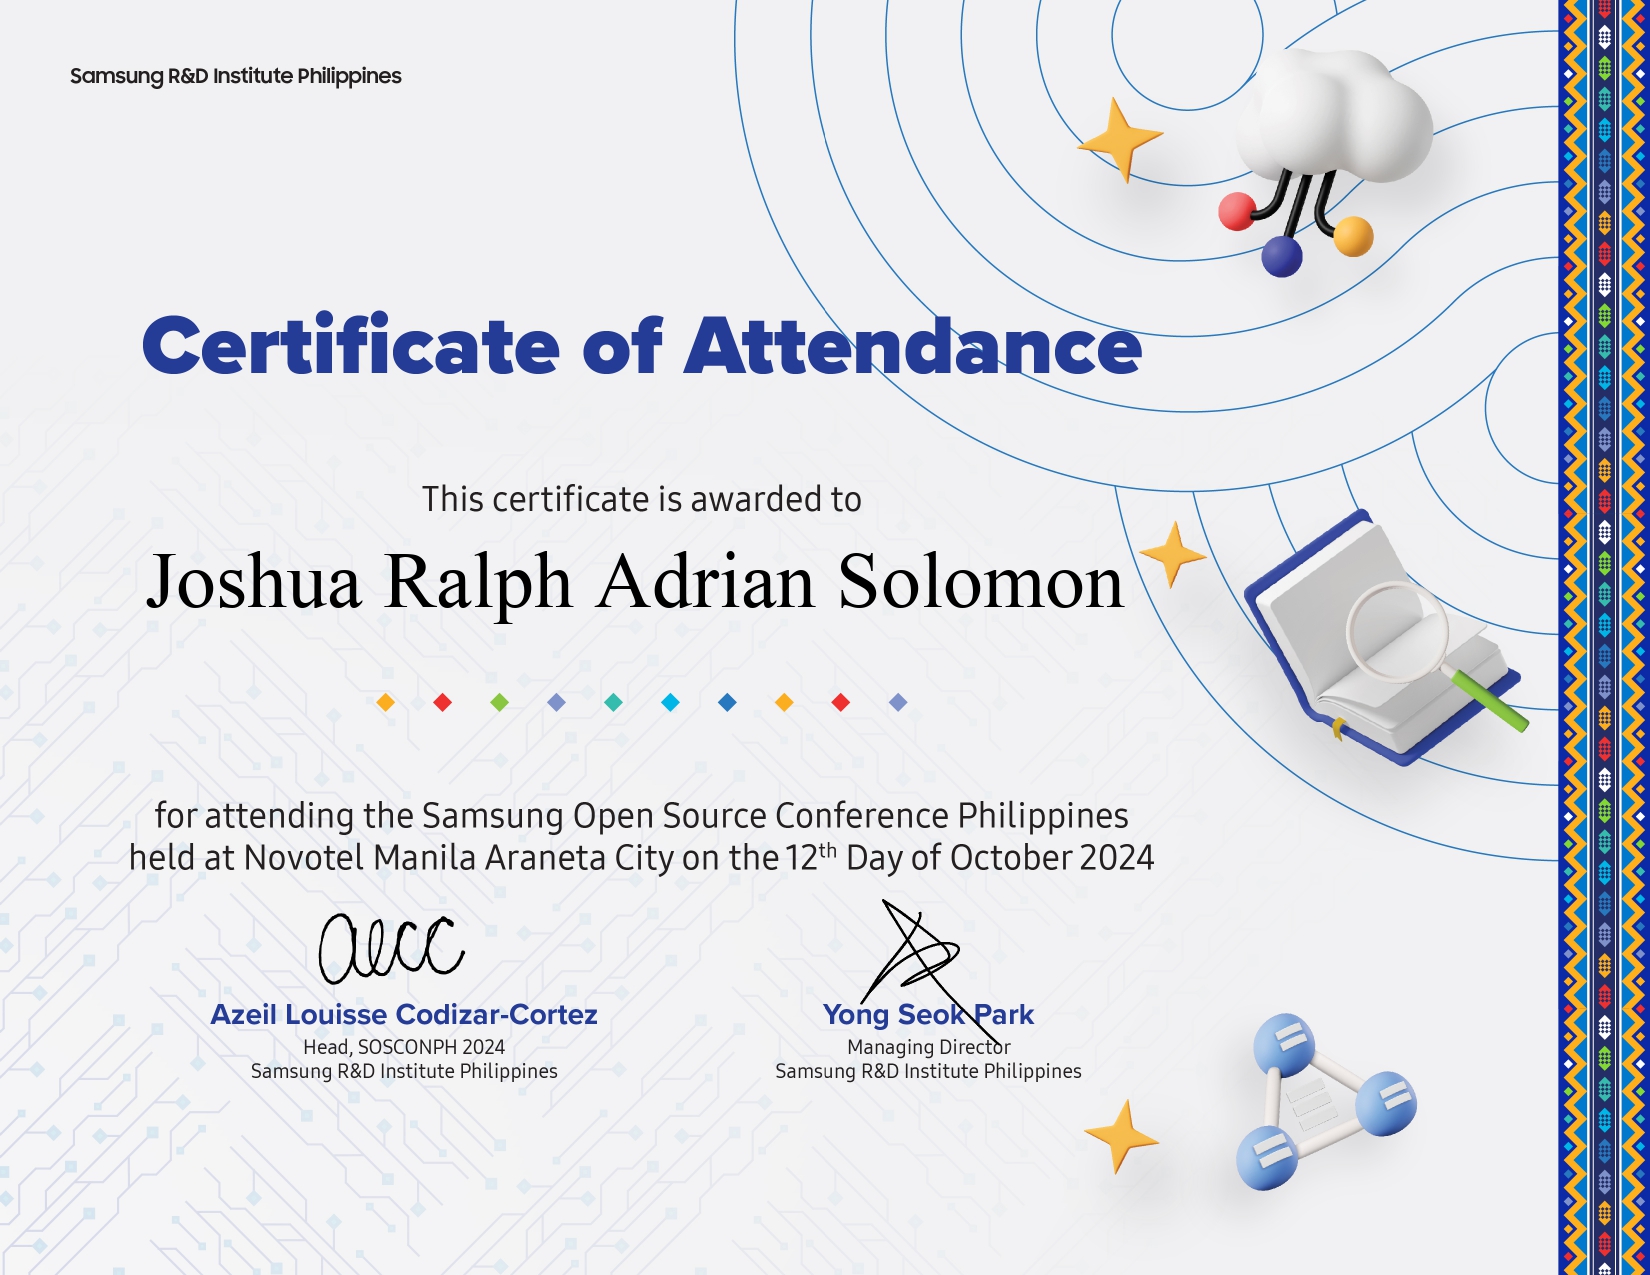 Samsung R&D Institute Philippines
Certificate of Attendance
This certificate is awarded to
Joshua Ralph Adrian Solomon
for attending the Samsung Open Source Conference Philippines
held at Novotel Manila Araneta City on the 12th Day of October 2024
aecc
Azeil Louisse Codizar-Cortez
Head, SOSCONPH 2024
Samsung R&D Institute Philippines
Yong Seok Park
Managing Director
Samsung R&D Institute Philippines